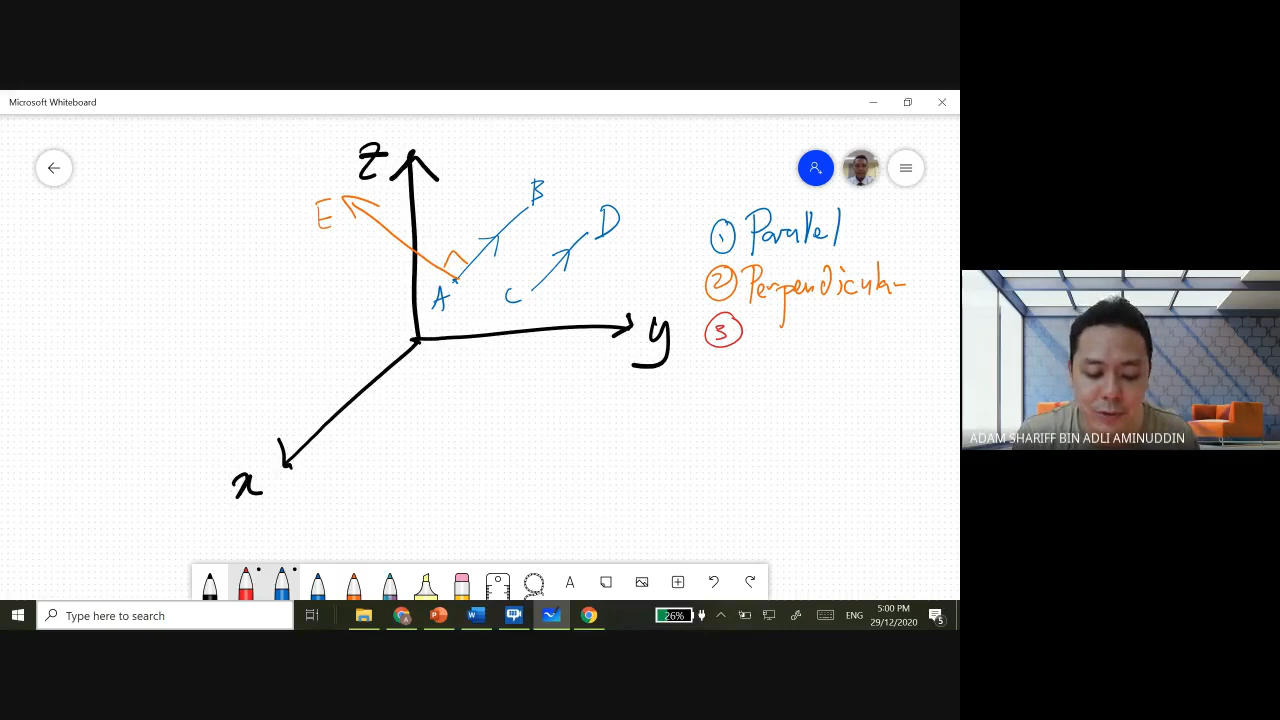 Microsoft Whiteboard
z
B
E
D
① Parallel
② Perpendicular
A
C
③
y
ADAM SHARIFF BIN ADLI AMINUDDIN
x
A
Type here to search
26%
ENG
5:00 PM
29/12/2020
5